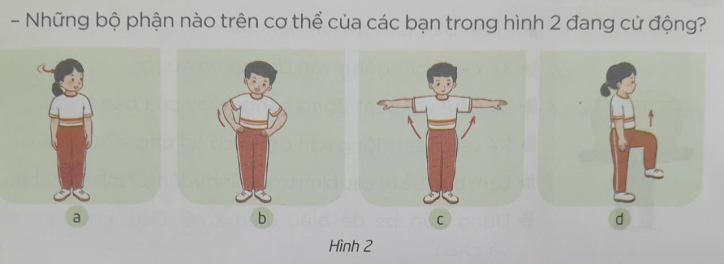 - Những bộ phận nào trên cơ thể của các bạn trong hình 2 đang cử động?
a b c d
Hình 2